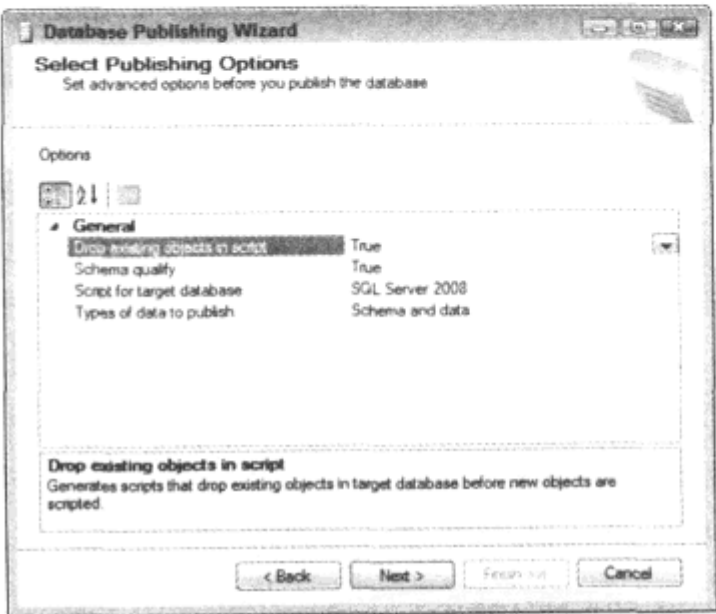 Database Publishing Wizard
Select Publishing Options
Set advanced options before you publish the database
Options
General
Drop existing objects in script True
Schema qualify True
Script for target database SQL Server 2008
Types of data to publish Schema and data
Drop existing objects in script
Generates scripts that drop existing objects in target database before new objects are
scripted.
< Back Next > Finish Cancel